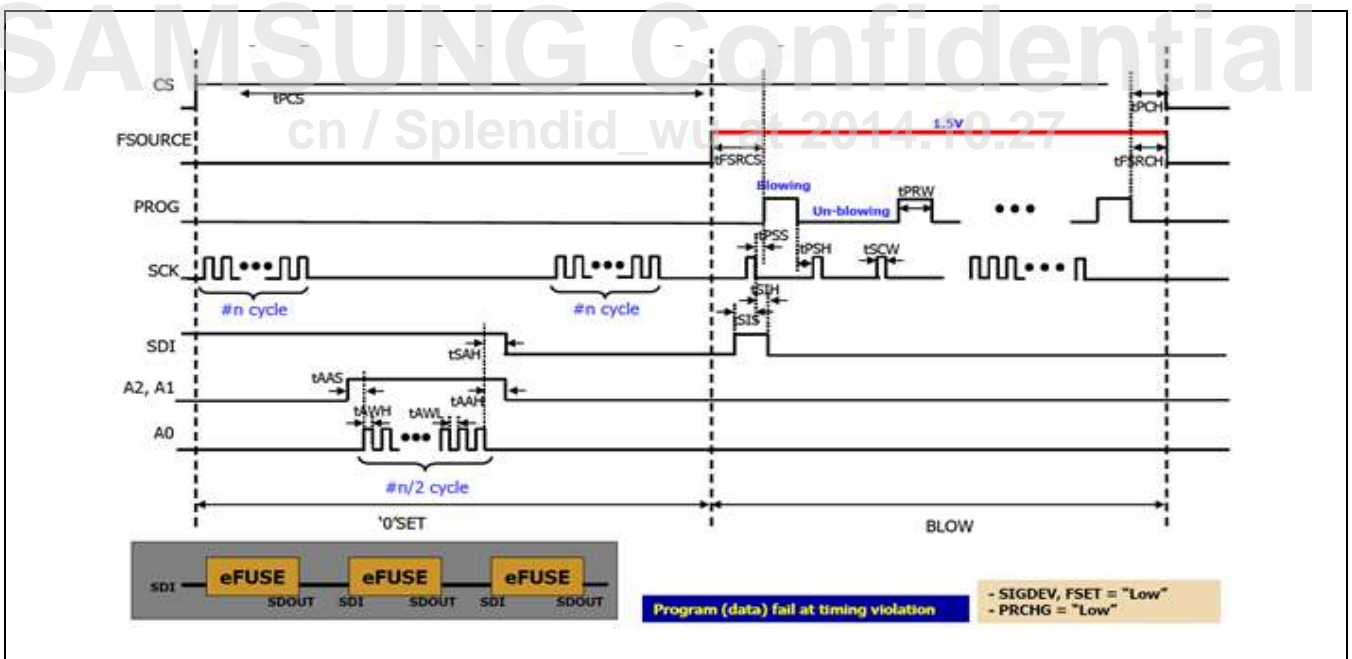 SAMSUNG Confidential
cn / Splendid_wu at 2014.10.27
CS
tPCS
tPCH
FSOURCE
1.5V
tFSRCS
tFSRCH
PROG
Blowing
Un-blowing
tPRW
tPSS
tPSH
tSCW
SCK
#n cycle
#n cycle
tSIH
tSIS
SDI
tSAH
A2, A1
tAAS
tAAH
A0
tAWH
tAWL
#n/2 cycle
'0'SET
BLOW
SDI
eFUSE
SDOUT
SDI
eFUSE
SDOUT
SDI
eFUSE
SDOUT
Program (data) fail at timing violation
- SIGDEV, FSET = "Low"
- PRCHG = "Low"